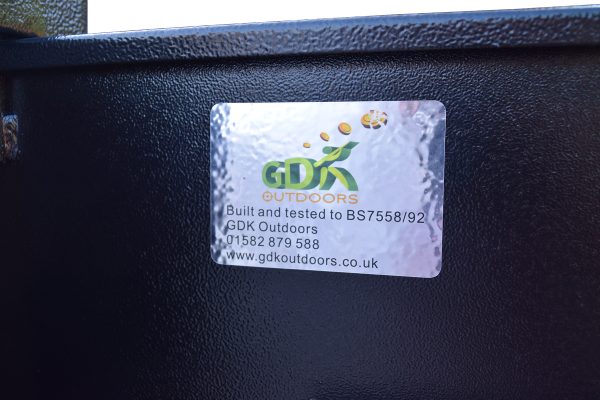 GDK
OUTDOORS
Built and tested to BS7558/92
GDK Outdoors
01582 879 588
www.gdkoutdoors.co.uk